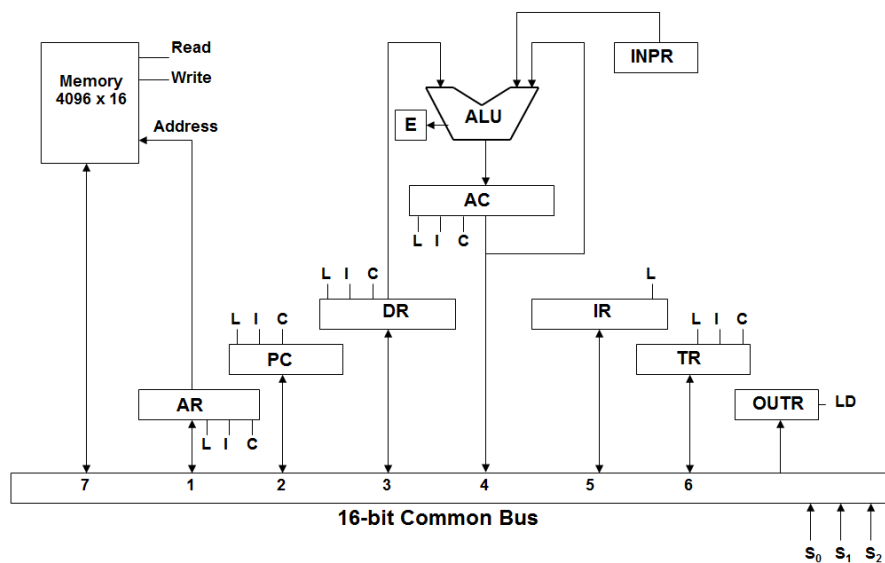 Read
INPR
Memory
4096 x 16
Write
ALU
E
Address
AC
L I C
L I C
L
DR
IR
L I C
L I C
PC
TR
AR
OUTR
LD
L I C
7 1 2 3 4 5 6
16-bit Common Bus
S₀ S₁ S₂